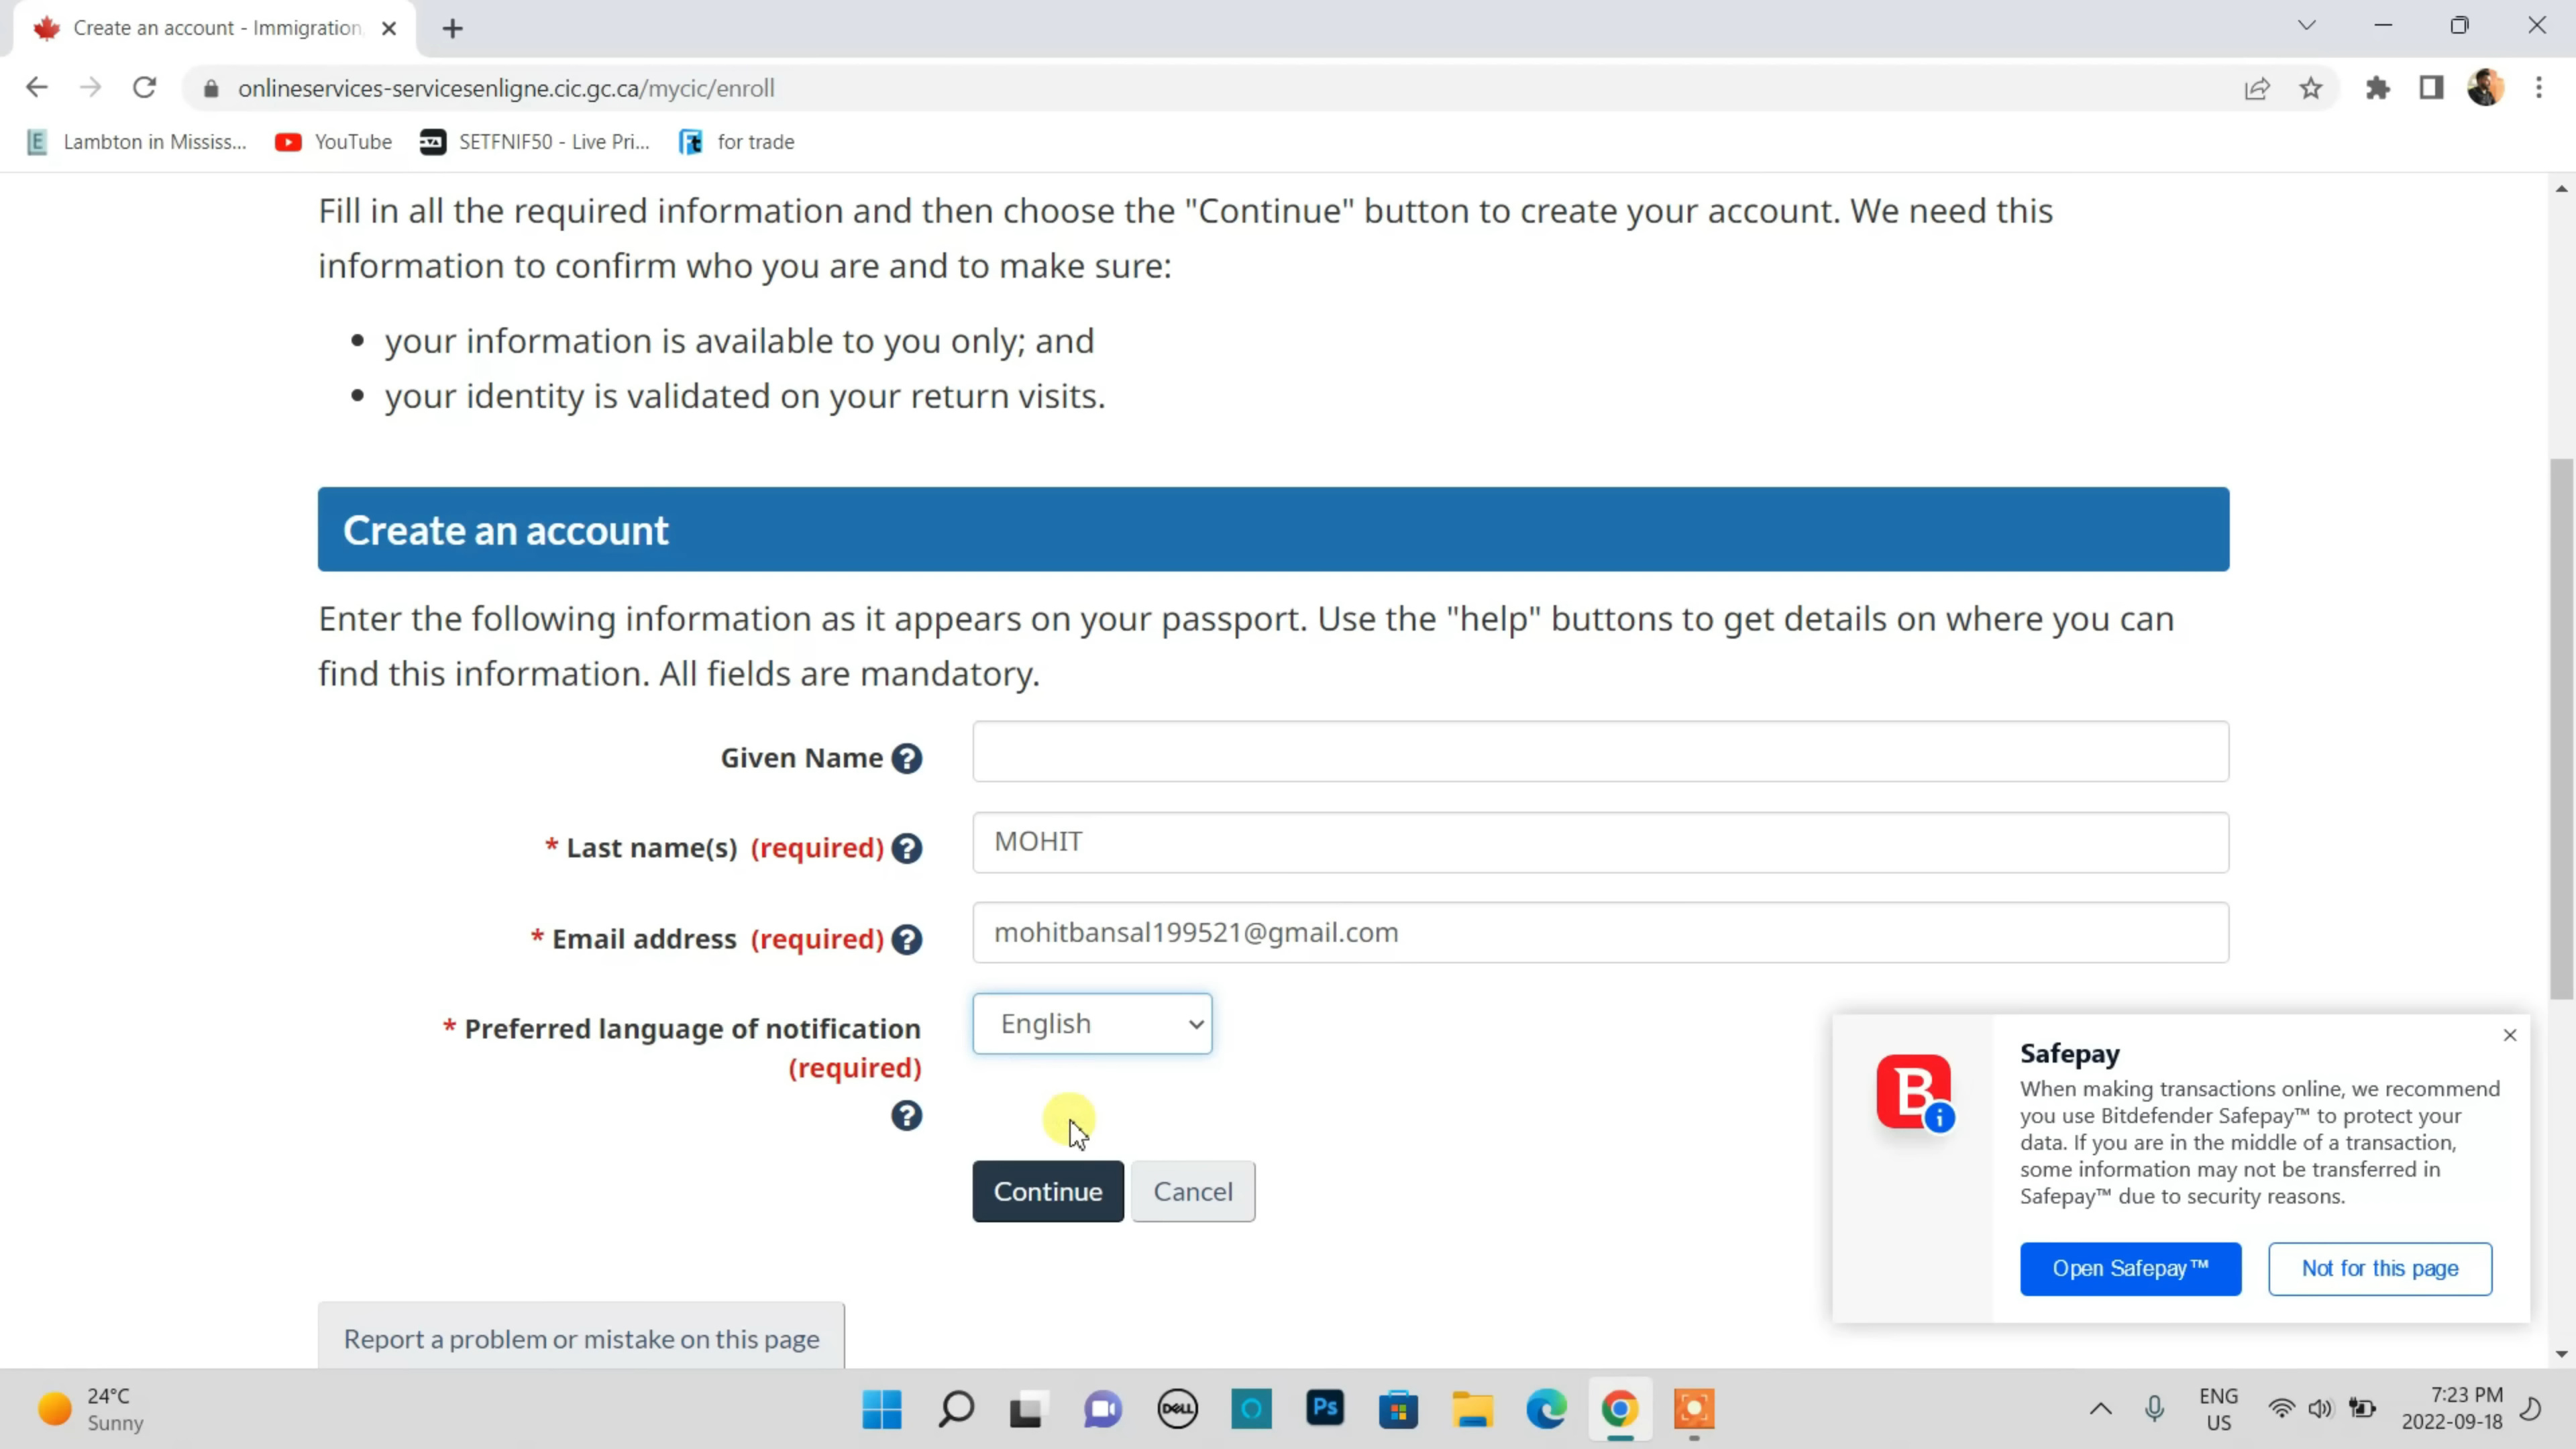 Create an account - Immigration,
onlineservices-servicesenligne.cic.gc.ca/mycic/enroll
Lambton in Mississ... YouTube SETFNIF50 - Live Pri... for trade
Fill in all the required information and then choose the "Continue" button to create your account. We need this
information to confirm who you are and to make sure:
• your information is available to you only; and
• your identity is validated on your return visits.
Create an account
Enter the following information as it appears on your passport. Use the "help" buttons to get details on where you can
find this information. All fields are mandatory.
Given Name ?
* Last name(s) (required) ? MOHIT
* Email address (required) ? mohitbansal199521@gmail.com
* Preferred language of notification English
(required)
?
Continue Cancel
Report a problem or mistake on this page
Safepay
When making transactions online, we recommend
you use Bitdefender Safepay™ to protect your
data. If you are in the middle of a transaction,
some information may not be transferred in
Safepay™ due to security reasons.
Open Safepay™ Not for this page
24°C
Sunny
DELL
Ps
ENG
US
7:23 PM
2022-09-18